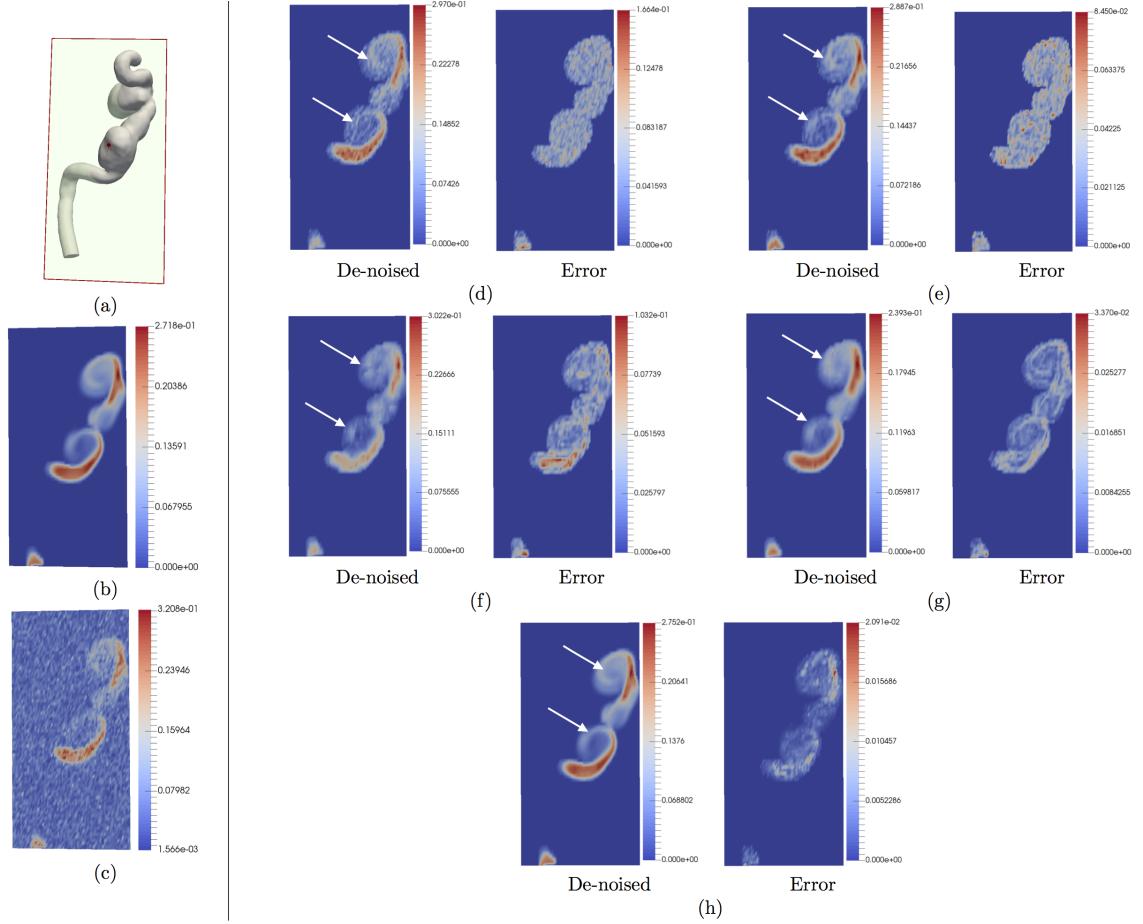 (a)
2.718e-01
0.20386
0.13591
0.067955
0.000e+00
(b)
3.208e-01
0.23946
0.15964
0.07982
1.566e-03
(c)
2.970e-01
0.22278
0.14852
0.07426
0.000e+00
De-noised
1.664e-01
0.12478
0.083187
0.041593
0.000e+00
Error
(d)
2.887e-01
0.21656
0.14437
0.072186
0.000e+00
De-noised
8.450e-02
0.063375
0.04225
0.02125
0.000e+00
Error
(e)
3.022e-01
0.22666
0.15111
0.075555
0.000e+00
De-noised
1.032e-01
0.07739
0.051593
0.025797
0.000e+00
Error
(f)
2.393e-01
0.17945
0.11963
0.059817
0.000e+00
De-noised
3.370e-02
0.025277
0.016851
0.0084255
0.000e+00
Error
(g)
2.752e-01
0.20641
0.1376
0.068802
0.000e+00
De-noised
2.091e-02
0.015686
0.010457
0.0052286
0.000e+00
Error
(h)